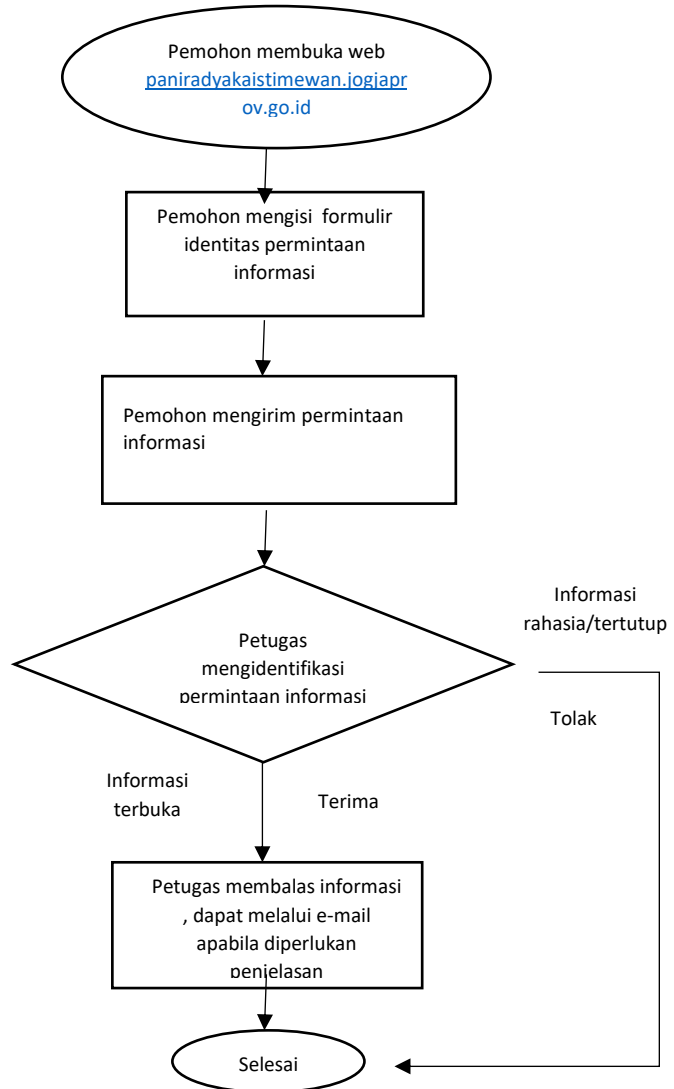 Pemohon membuka web
paniradyakaistimewan.jogjapr
ov.go.id
Pemohon mengisi  formulir
identitas permintaan
informasi
Pemohon mengirim permintaan
informasi
Petugas
mengidentifikasi
permintaan informasi
Informasi
rahasia/tertutup
Tolak
Informasi
terbuka
Terima
Petugas membalas informasi
, dapat melalui e-mail
apabila diperlukan
penjelasan
Selesai